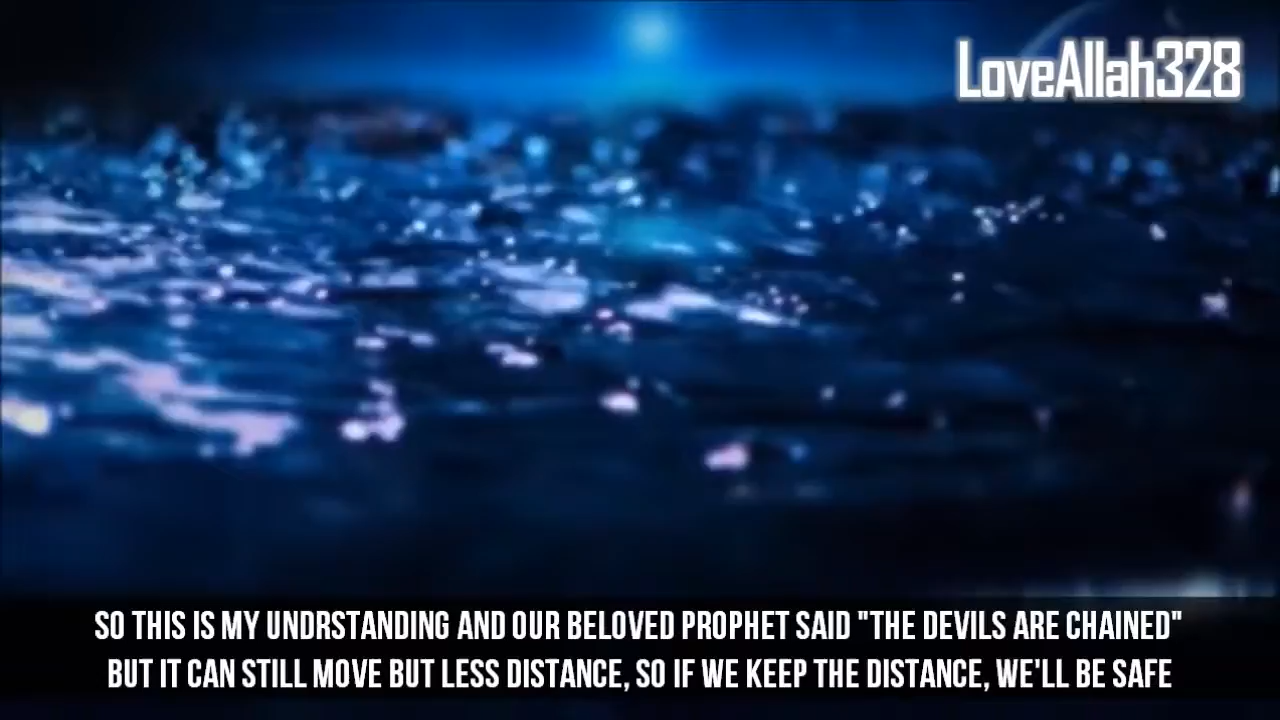 LoveAllah328
SO THIS IS MY UNDRSTANDING AND OUR BELOVED PROPHET SAID "THE DEVILS ARE CHAINED"
BUT IT CAN STILL MOVE BUT LESS DISTANCE, SO IF WE KEEP THE DISTANCE, WE'LL BE SAFE